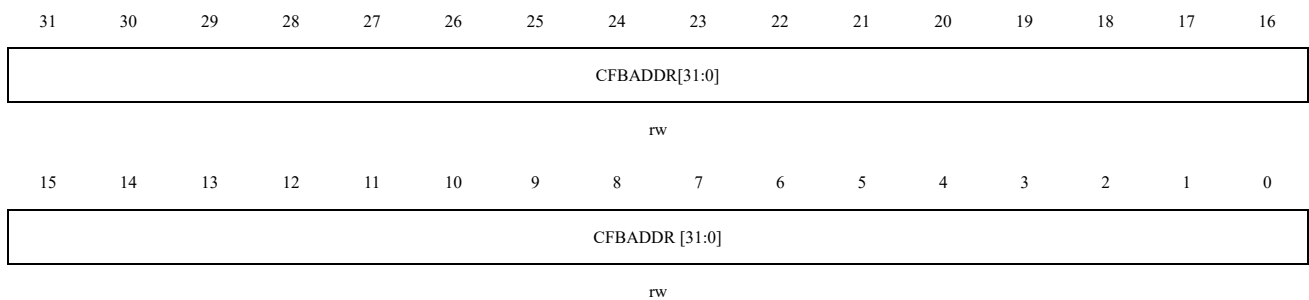 31 30 29 28 27 26 25 24 23 22 21 20 19 18 17 16
CFBADDR[31:0]
rw
15 14 13 12 11 10 9 8 7 6 5 4 3 2 1 0
CFBADDR [31:0]
rw